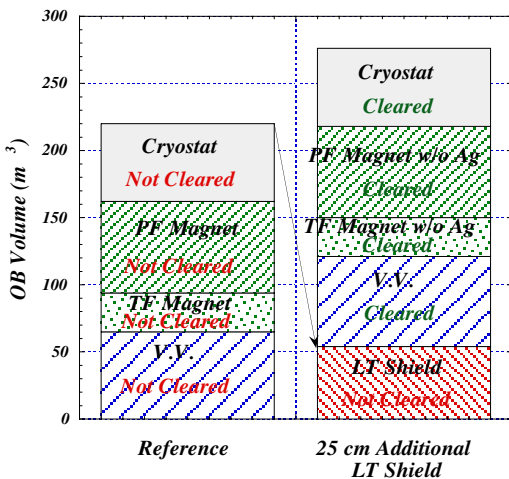 300
250
200
150
100
50
0
OB Volume (m 3)
Cryostat
Not Cleared
PF Magnet
Not Cleared
TF Magnet
Not Cleared
V.V.
Not Cleared
Cryostat
Cleared
PF Magnet w/o Ag
Cleared
TF Magnet w/o Ag
Cleared
V.V.
Cleared
LT Shield
Not Cleared
Reference
25 cm Additional
LT Shield